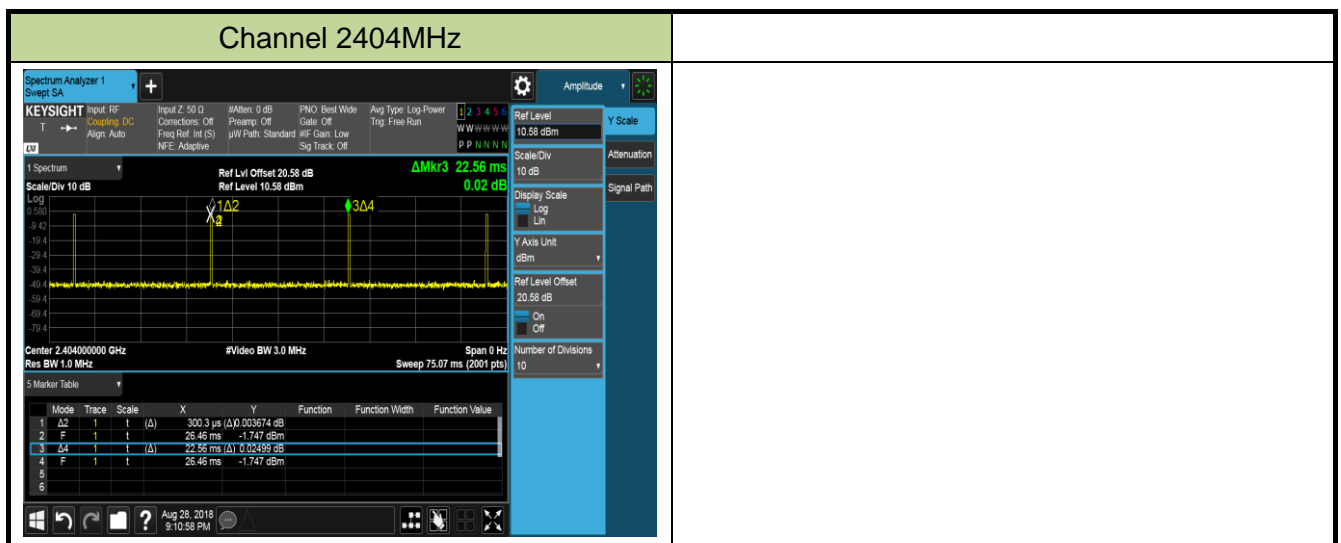 Channel 2404MHz
Spectrum Analyzer 1
Swept SA
+
Amplitude
KEYSIGHT
T
LXI
Input: RF
Coupling: DC
Align: Auto
Input Z: 50 Ω
Corrections: Off
Freq Ref: Int (S)
NFE: Adaptive
#Atten: 0 dB
Preamp: Off
µW Path: Standard
PNO: Best Wide
Gate: Off
#IF Gain: Low
Sig Track: Off
Avg Type: Log-Power
Trig: Free Run
1 2 3 4 5 6
W W W W W W
P P N N N N
Ref Level
10.58 dBm
Y Scale
Scale/Div
10 dB
Attenuation
Display Scale
Log
Lin
Signal Path
Y Axis Unit
dBm
Ref Level Offset
20.58 dB
On
Off
Number of Divisions
10
1 Spectrum
Scale/Div 10 dB
Ref Lvl Offset 20.58 dB
Ref Level 10.58 dBm
ΔMkr3 22.56 ms
0.02 dB
Log
0.580
-9.42
-19.4
-29.4
-39.4
-49.4
-59.4
-69.4
-79.4
1Δ2
3Δ4
Center 2.404000000 GHz
#Video BW 3.0 MHz
Span 0 Hz
Res BW 1.0 MHz
Sweep 75.07 ms (2001 pts)
5 Marker Table
Mode Trace Scale X Y Function Function Width Function Value
1 Δ2 1 t (Δ) 300.3 µs (Δ) 0.003674 dB
2 F 1 t 26.46 ms -1.747 dBm
3 Δ4 1 t (Δ) 22.56 ms (Δ) 0.02499 dB
4 F 1 t 26.46 ms -1.747 dBm
5
6
?
Aug 28, 2018
9:10:58 PM